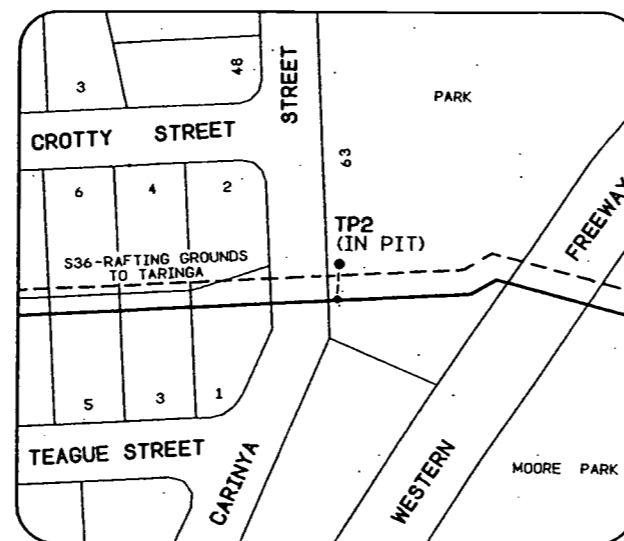 48
3
STREET
PARK
CROTTY STREET
63
6
4
2
TP2
(IN PIT)
FREEWAY
S36-RAFTING GROUNDS
TO TARINGA
5
3
1
TEAGUE STREET
CARINYA
WESTERN
MOORE PARK